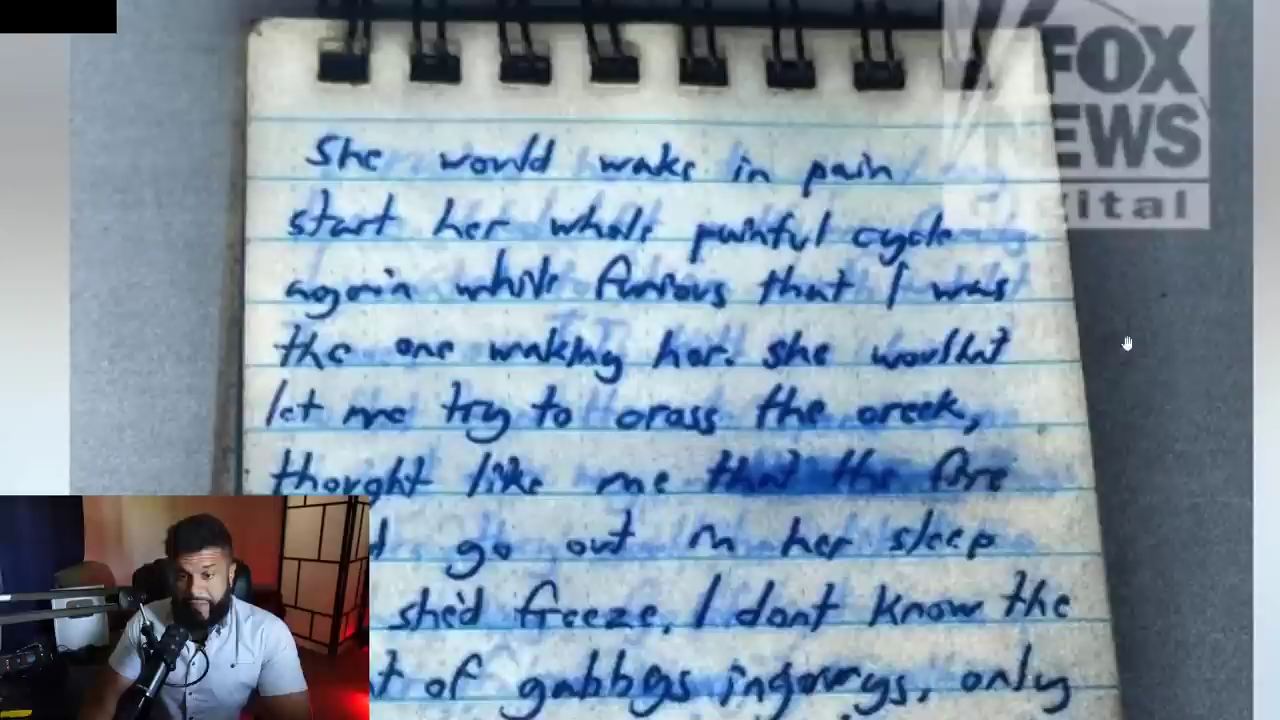 FOX
NEWS
Digital
She would wake in pain
start her whole painful cycle
again while furious that I was
the one waking her. she wouldnt
let me try to cross the creek,
thought like me that the fire
go out in her sleep
she'd freeze. I dont know the
of gabbys ingurys, only